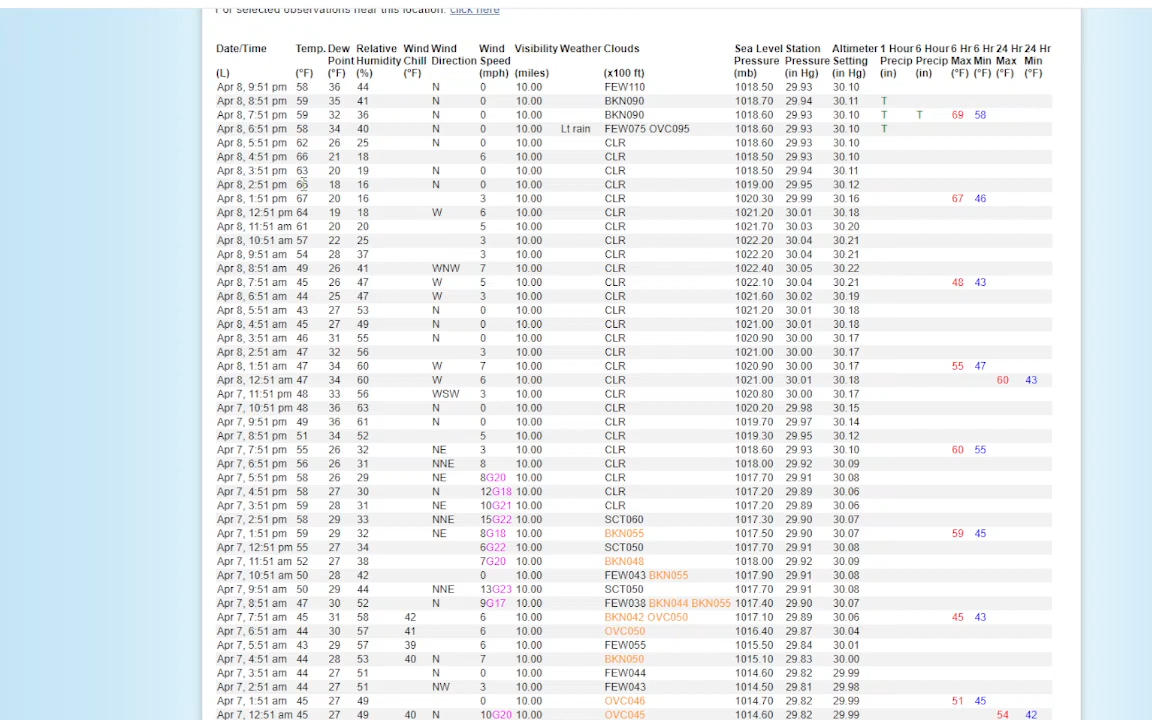 For selected observations near this location: click here
Date/Time Temp. Dew Relative Wind Wind Wind Visibility Weather Clouds Sea Level Station Altimeter 1 Hour 6 Hour 6 Hr 6 Hr 24 Hr 24 Hr
Point Humidity Chill Direction Speed Pressure Pressure Setting Precip Precip Max Min Max Min
(L) (°F) (°F) (%) (°F) (mph) (miles) (x100 ft) (mb) (in Hg) (in Hg) (in) (in) (°F) (°F) (°F) (°F)
Apr 8, 9:51 pm 58 36 44 N 0 10.00 FEW110 1018.50 29.93 30.10
Apr 8, 8:51 pm 59 35 41 N 0 10.00 BKN090 1018.70 29.94 30.11 T
Apr 8, 7:51 pm 59 32 36 N 0 10.00 BKN090 1018.60 29.93 30.10 T T 69 58
Apr 8, 6:51 pm 58 34 40 N 0 10.00 Lt rain FEW075 OVC095 1018.60 29.93 30.10 T
Apr 8, 5:51 pm 62 26 25 N 0 10.00 CLR 1018.60 29.93 30.10
Apr 8, 4:51 pm 66 21 18 6 10.00 CLR 1018.50 29.93 30.10
Apr 8, 3:51 pm 63 20 19 N 0 10.00 CLR 1018.50 29.94 30.11
Apr 8, 2:51 pm 18 16 N 0 10.00 CLR 1019.00 29.95 30.12
Apr 8, 1:51 pm 67 20 16 3 10.00 CLR 1020.30 29.99 30.16 67 46
Apr 8, 12:51 pm 64 19 18 W 6 10.00 CLR 1021.20 30.01 30.18
Apr 8, 11:51 am 61 20 20 5 10.00 CLR 1021.70 30.03 30.20
Apr 8, 10:51 am 57 22 25 3 10.00 CLR 1022.20 30.04 30.21
Apr 8, 9:51 am 54 28 37 3 10.00 CLR 1022.20 30.04 30.21
Apr 8, 8:51 am 49 26 41 WNW 7 10.00 CLR 1022.40 30.05 30.22
Apr 8, 7:51 am 45 26 47 W 5 10.00 CLR 1022.10 30.04 30.21 48 43
Apr 8, 6:51 am 44 25 47 W 3 10.00 CLR 1021.60 30.02 30.19
Apr 8, 5:51 am 43 27 53 N 0 10.00 CLR 1021.20 30.01 30.18
Apr 8, 4:51 am 45 27 49 N 0 10.00 CLR 1021.00 30.01 30.18
Apr 8, 3:51 am 46 31 55 N 0 10.00 CLR 1020.90 30.00 30.17
Apr 8, 2:51 am 47 32 56 3 10.00 CLR 1021.00 30.00 30.17
Apr 8, 1:51 am 47 34 60 W 7 10.00 CLR 1020.90 30.00 30.17 55 47
Apr 8, 12:51 am 47 34 60 W 6 10.00 CLR 1021.00 30.01 30.18 60 43
Apr 7, 11:51 pm 48 33 56 WSW 3 10.00 CLR 1020.80 30.00 30.17
Apr 7, 10:51 pm 48 36 63 N 0 10.00 CLR 1020.20 29.98 30.15
Apr 7, 9:51 pm 49 36 61 N 0 10.00 CLR 1019.70 29.97 30.14
Apr 7, 8:51 pm 51 34 52 5 10.00 CLR 1019.30 29.95 30.12
Apr 7, 7:51 pm 55 26 32 NE 3 10.00 CLR 1018.60 29.93 30.10 60 55
Apr 7, 6:51 pm 56 26 31 NNE 8 10.00 CLR 1018.00 29.92 30.09
Apr 7, 5:51 pm 58 26 29 NE 8G20 10.00 CLR 1017.70 29.91 30.08
Apr 7, 4:51 pm 58 27 30 N 12G18 10.00 CLR 1017.20 29.89 30.06
Apr 7, 3:51 pm 59 28 31 NE 10G21 10.00 CLR 1017.20 29.89 30.06
Apr 7, 2:51 pm 58 29 33 NNE 15G22 10.00 SCT060 1017.30 29.90 30.07
Apr 7, 1:51 pm 59 29 32 NE 8G18 10.00 BKN055 1017.50 29.90 30.07 59 45
Apr 7, 12:51 pm 55 27 34 6G22 10.00 SCT050 1017.70 29.91 30.08
Apr 7, 11:51 am 52 27 38 7G20 10.00 BKN048 1018.00 29.92 30.09
Apr 7, 10:51 am 50 28 42 0 10.00 FEW043 BKN055 1017.90 29.91 30.08
Apr 7, 9:51 am 50 29 44 NNE 13G23 10.00 SCT050 1017.70 29.91 30.08
Apr 7, 8:51 am 47 30 52 N 9G17 10.00 FEW038 BKN044 BKN055 1017.40 29.90 30.07
Apr 7, 7:51 am 45 31 58 42 6 10.00 BKN042 OVC050 1017.10 29.89 30.06 45 43
Apr 7, 6:51 am 44 30 57 41 6 10.00 OVC050 1016.40 29.87 30.04
Apr 7, 5:51 am 43 29 57 39 6 10.00 FEW055 1015.50 29.84 30.01
Apr 7, 4:51 am 44 28 53 40 N 7 10.00 BKN050 1015.10 29.83 30.00
Apr 7, 3:51 am 44 27 51 N 0 10.00 FEW044 1014.60 29.82 29.99
Apr 7, 2:51 am 44 27 51 NW 3 10.00 FEW043 1014.50 29.81 29.98
Apr 7, 1:51 am 45 27 49 0 10.00 OVC046 1014.70 29.82 29.99 51 45
Apr 7, 12:51 am 45 27 49 40 N 10G20 10.00 OVC045 1014.60 29.82 29.99 54 42